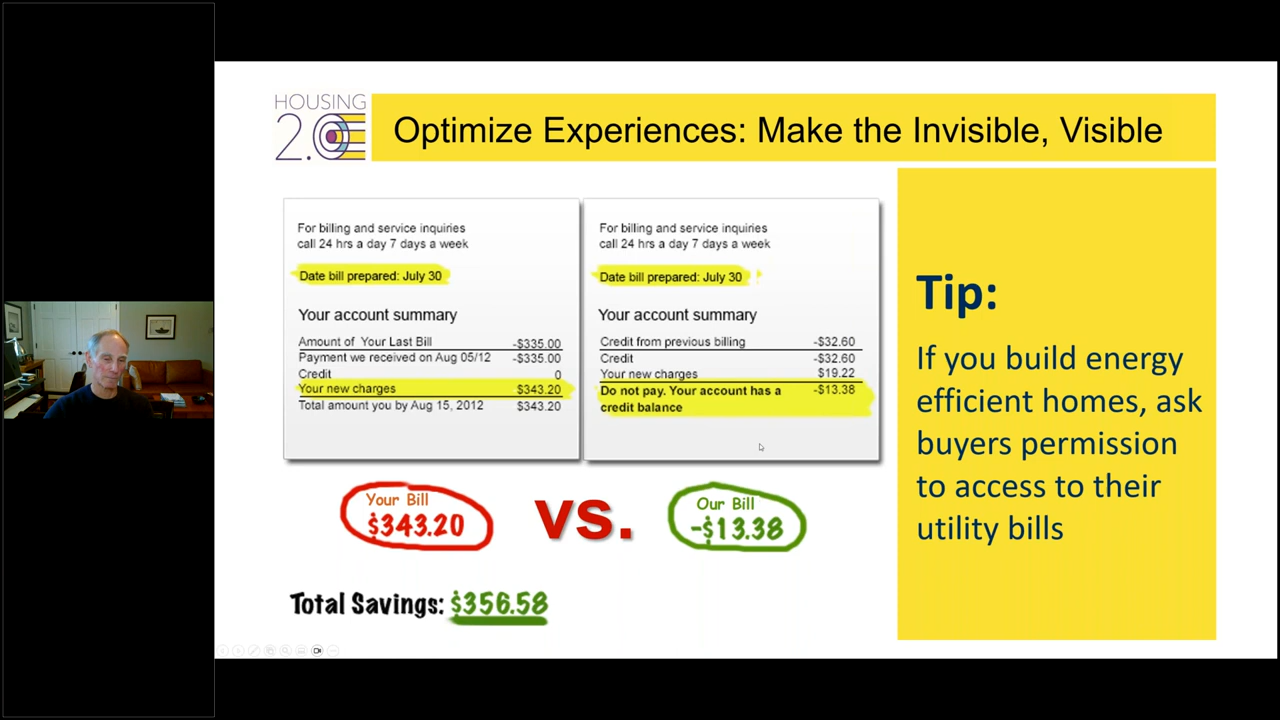 HOUSING
2.0
Optimize Experiences: Make the Invisible, Visible
For billing and service inquiries
call 24 hrs a day 7 days a week
Date bill prepared: July 30
Your account summary
Amount of Your Last Bill -$335.00
Payment we received on Aug 05/12 -$335.00
Credit 0
Your new charges $343.20
Total amount you by Aug 15, 2012 $343.20
For billing and service inquiries
call 24 hrs a day 7 days a week
Date bill prepared: July 30
Your account summary
Credit from previous billing -$32.60
Credit -$32.60
Your new charges $19.22
Do not pay. Your account has a -$13.38
credit balance
Your Bill
$343.20
vs.
Our Bill
-$13.38
Total Savings: $356.58
Tip:
If you build energy
efficient homes, ask
buyers permission
to access to their
utility bills